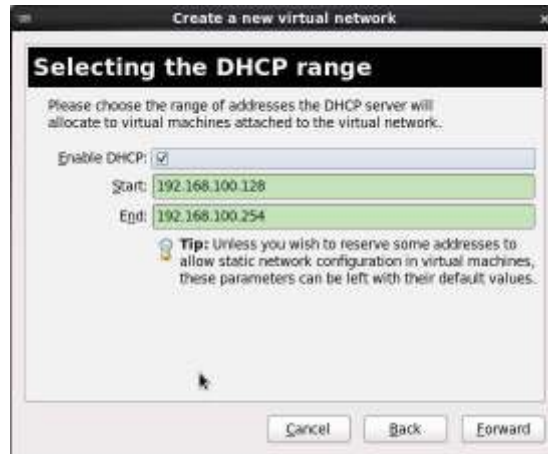 Create a new virtual network
Selecting the DHCP range
Please choose the range of addresses the DHCP server will
allocate to virtual machines attached to the virtual network.
Enable DHCP:
Start: 192.168.100.128
End: 192.168.100.254
Tip: Unless you wish to reserve some addresses to
allow static network configuration in virtual machines,
these parameters can be left with their default values.
Cancel Back Forward